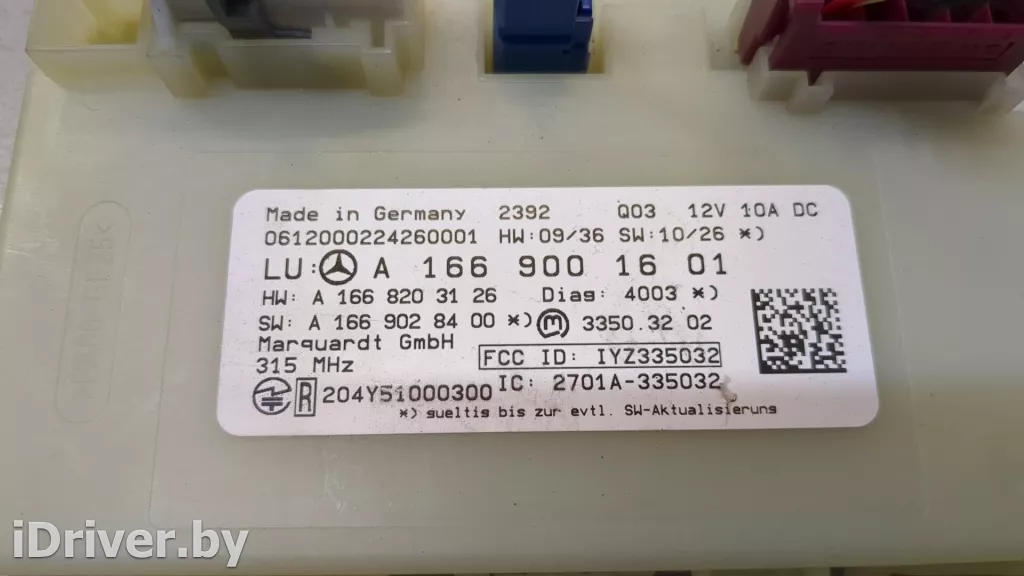 Made in Germany 2392 Q03 12V 10A DC
0612000224260001 HW:09/36 SW:10/26 *)
LU: A 166 900 16 01
HW: A 166 820 31 26 Diag: 4003 *)
SW: A 166 902 84 00 *) 3350.32 02
Marquardt GmbH
315 MHz FCC ID: IYZ335032
R 204Y51000300 IC: 2701A-335032
*) gueltig bis zur evtl. SW-Aktualisierung
iDriver.by